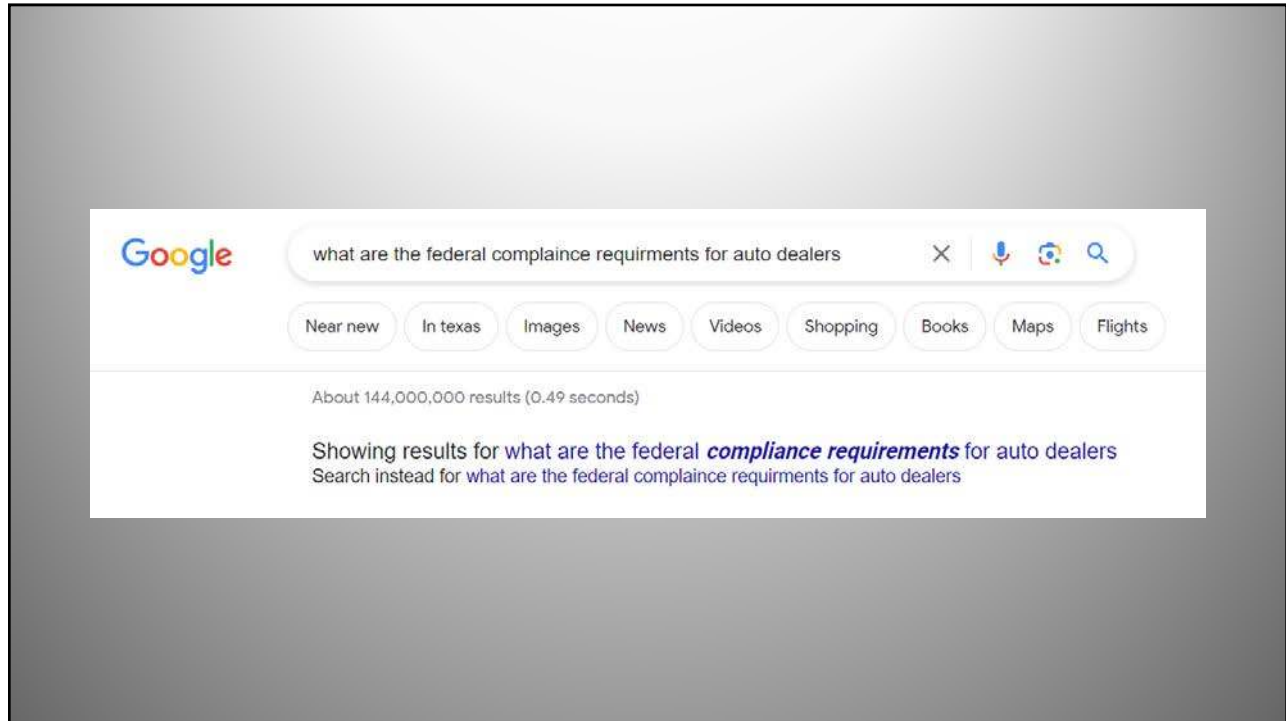 Google what are the federal complaince requirments for auto dealers
Near new In texas Images News Videos Shopping Books Maps Flights
About 144,000,000 results (0.49 seconds)
Showing results for what are the federal compliance requirements for auto dealers
Search instead for what are the federal complaince requirments for auto dealers